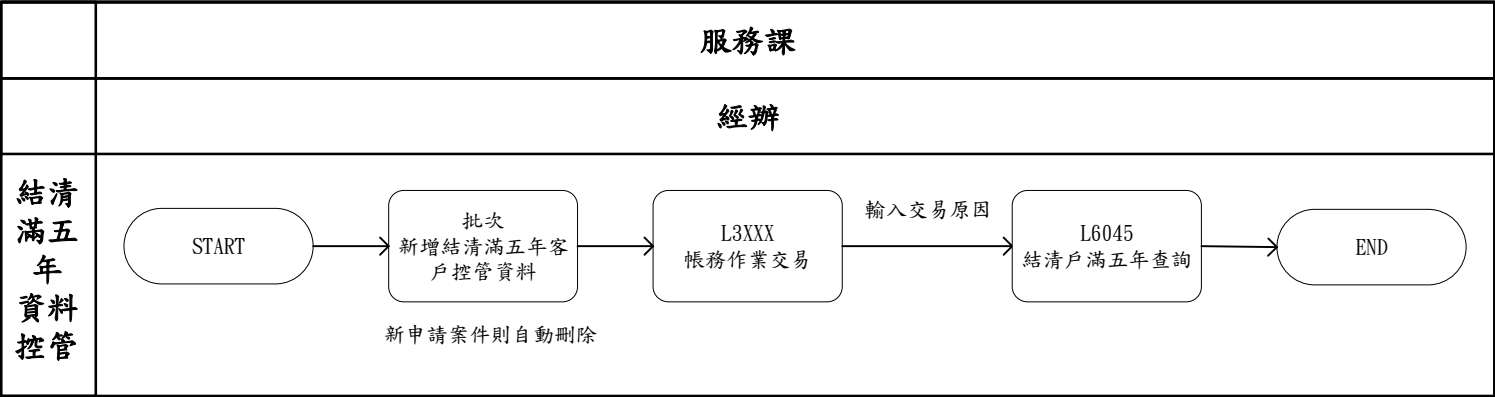 服務課
經辦
結清
滿五
年
資料
控管
START
批次
新增結清滿五年客
戶控管資料
新申請案件則自動刪除
L3XXX
帳務作業交易
輸入交易原因
L6045
結清戶滿五年查詢
END